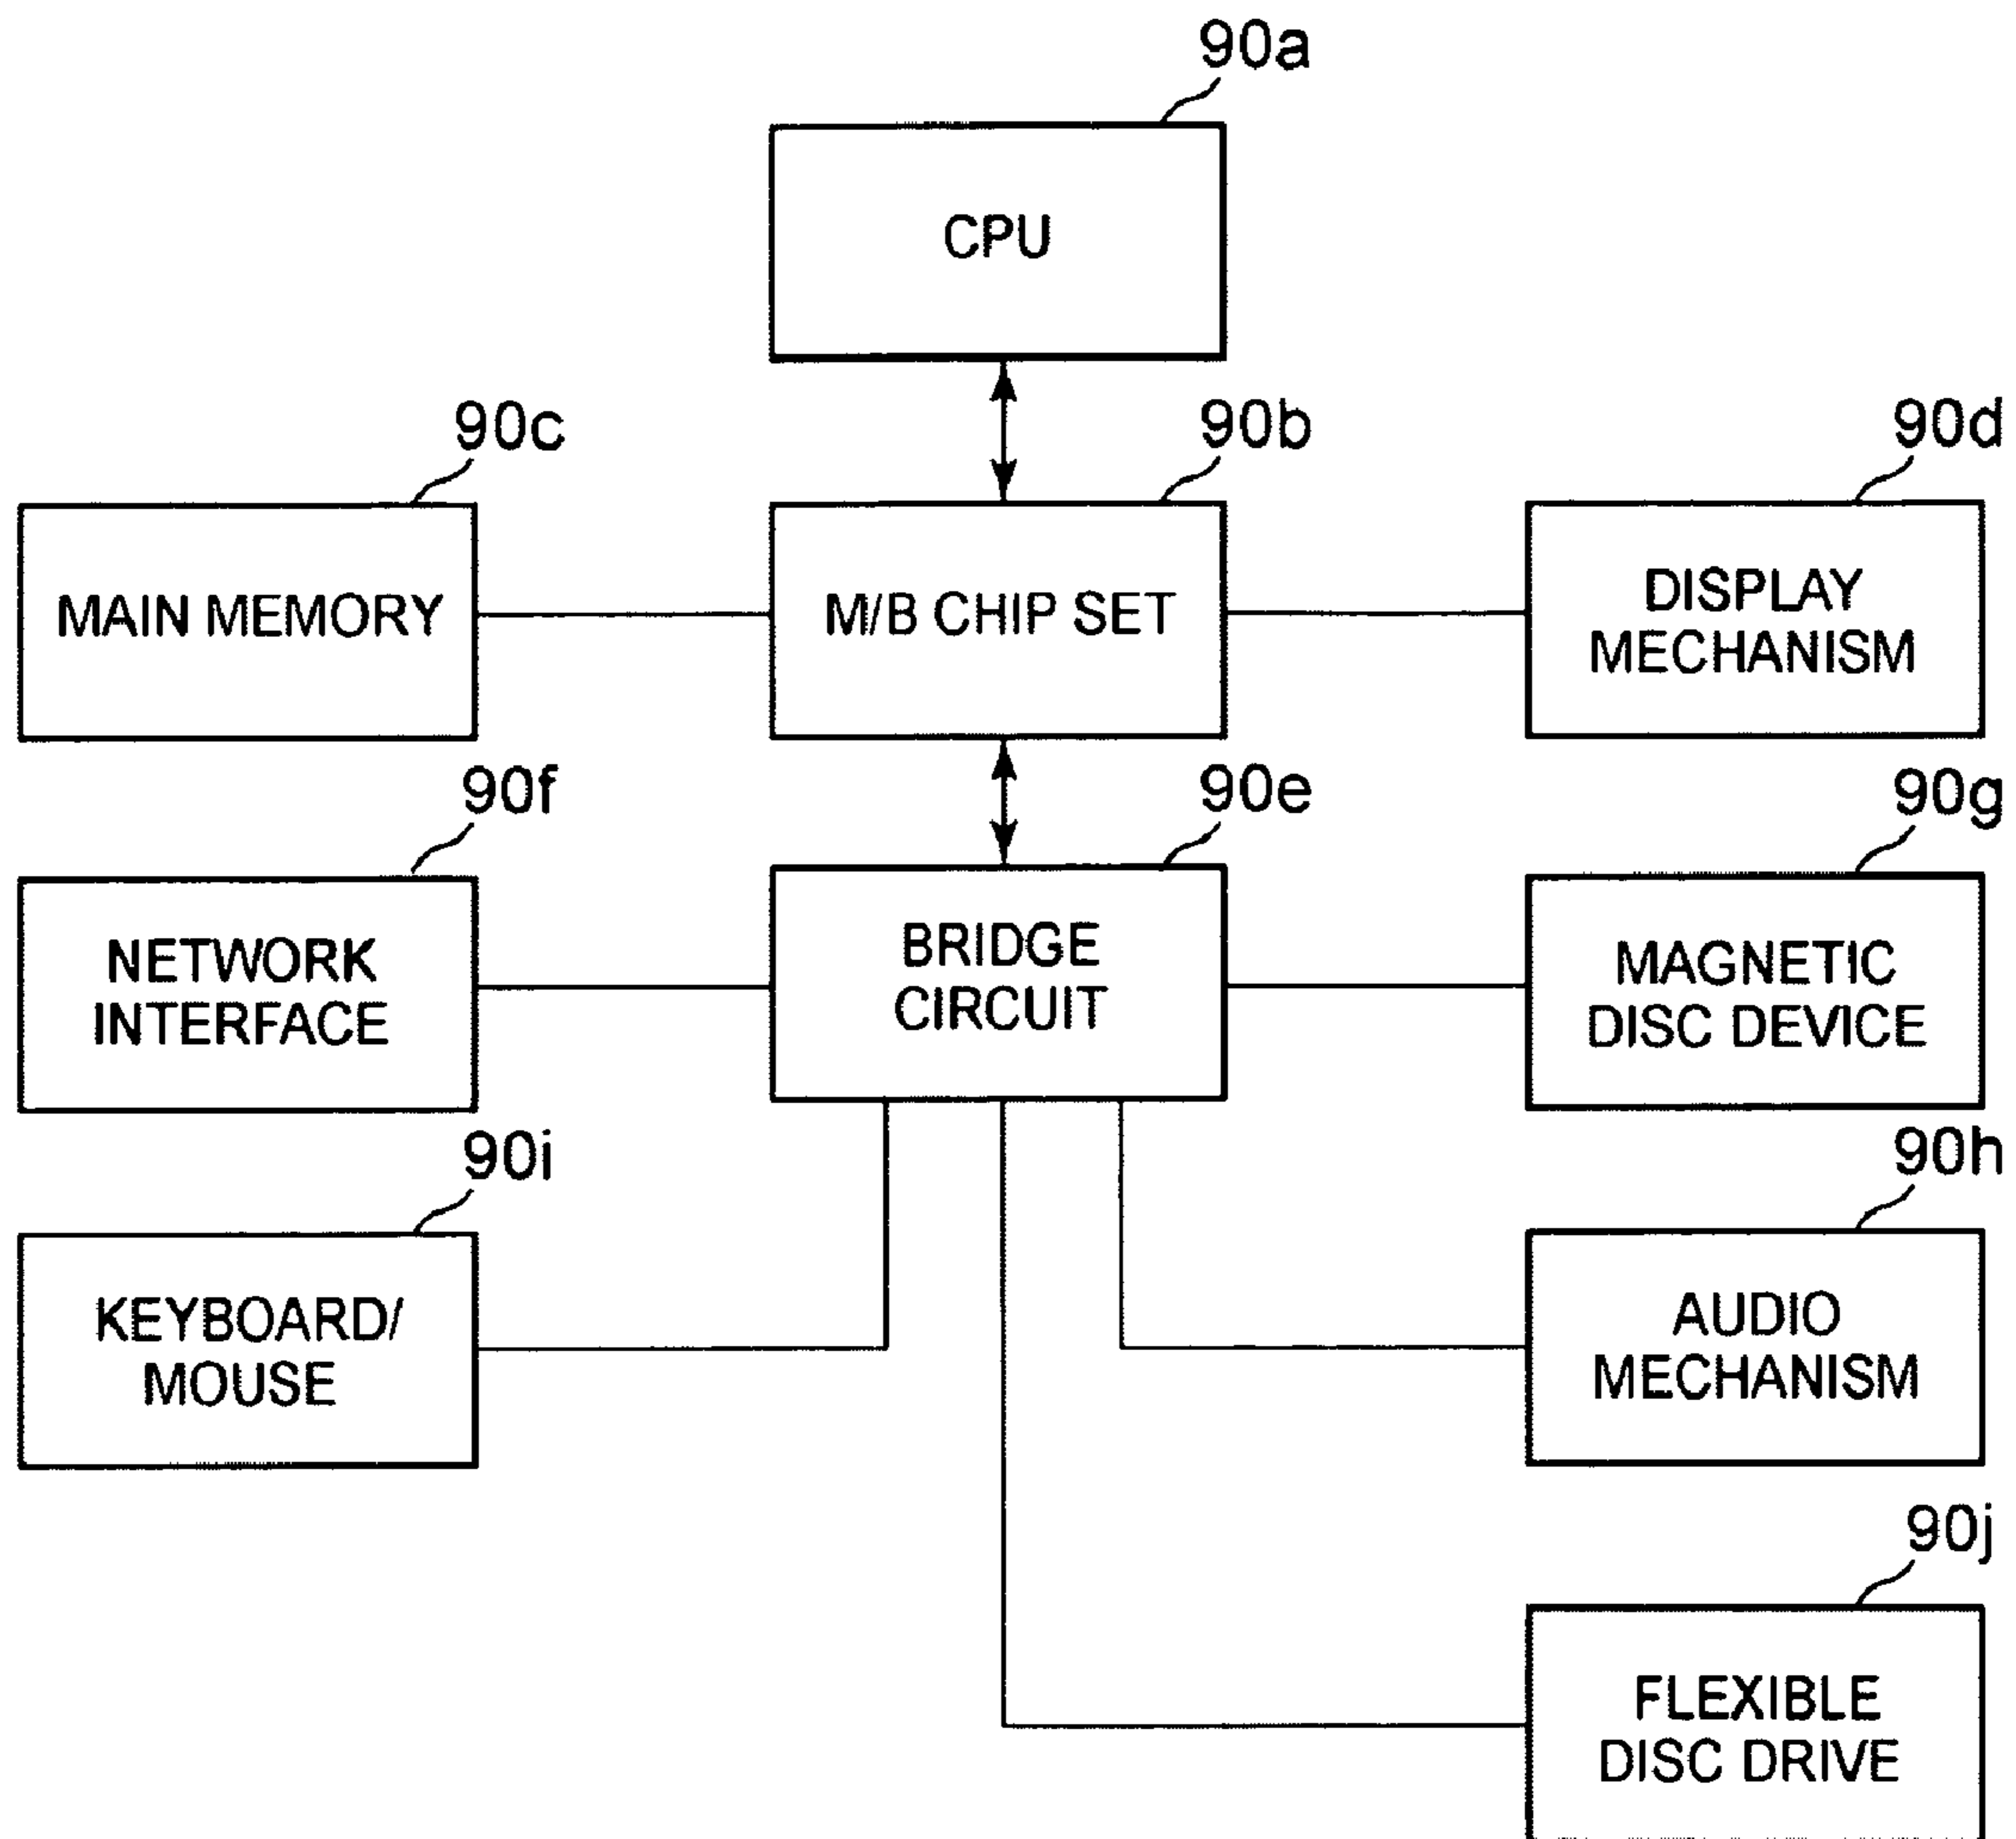 90a
CPU
90c
90b
90d
MAIN MEMORY
M/B CHIP SET
DISPLAY
MECHANISM
90f
90e
90g
NETWORK
INTERFACE
BRIDGE
CIRCUIT
MAGNETIC
DISC DEVICE
90i
90h
KEYBOARD/
MOUSE
AUDIO
MECHANISM
90j
FLEXIBLE
DISC DRIVE